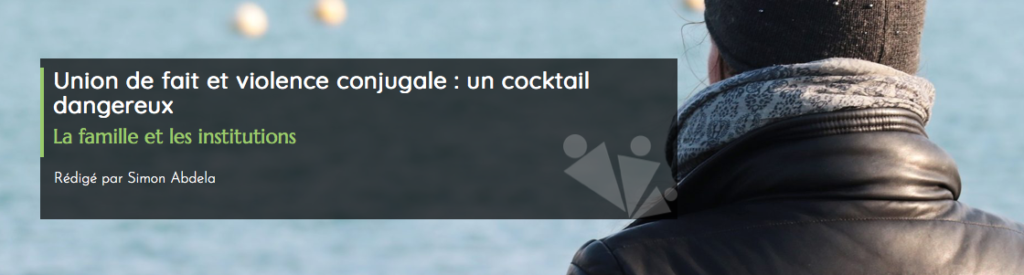 Union de fait et violence conjugale : un cocktail
dangereux
La famille et les institutions
Rédigé par Simon Abdela